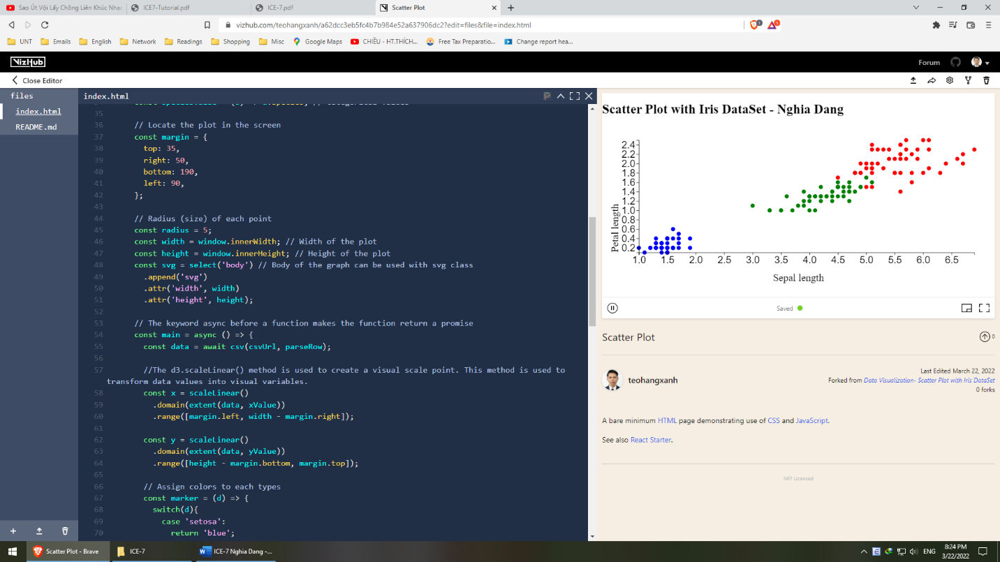 Sao Út Vội Lấy Chồng Liên Khúc Nhạc
ICE7-Tutorial.pdf
ICE-7.pdf
Scatter Plot
vizhub.com/teohangxanh/a62dcc3eb5fc4b7b984e52a637906dc2?edit=files&file=index.html
UNT Emails English Network Readings Shopping Misc Google Maps CHIỀU - HT.THÍCH... Free Tax Preparatio... Change report hea...
VizHub
Forum
Close Editor
files
index.html
README.md
index.html
35
36 // Locate the plot in the screen
37 const margin = {
38 top: 35,
39 right: 50,
40 bottom: 190,
41 left: 90,
42 };
43
44 // Radius (size) of each point
45 const radius = 5;
46 const width = window.innerWidth; // Width of the plot
47 const height = window.innerHeight; // Height of the plot
48 const svg = select('body') // Body of the graph can be used with svg class
49 .append('svg')
50 .attr('width', width)
51 .attr('height', height);
52
53 // The keyword async before a function makes the function return a promise
54 const main = async () => {
55 const data = await csv(csvUrl, parseRow);
56
57 //The d3.scaleLinear() method is used to create a visual scale point. This method is used to
transform data values into visual variables.
58 const x = scaleLinear()
59 .domain(extent(data, xValue))
60 .range([margin.left, width - margin.right]);
61
62 const y = scaleLinear()
63 .domain(extent(data, yValue))
64 .range([height - margin.bottom, margin.top]);
65
66 // Assign colors to each types
67 const marker = (d) => {
68 switch(d){
69 case 'setosa':
70 return 'blue';
Scatter Plot with Iris DataSet - Nghia Dang
2.4
2.2
2.0
1.8
1.6
1.4
1.2
1.0
0.8
0.6
0.4
0.2
Petal length
1.0 1.5 2.0 2.5 3.0 3.5 4.0 4.5 5.0 5.5 6.0 6.5
Sepal length
Saved
Scatter Plot
0
teohangxanh
Last Edited March 22, 2022
Forked from Data Visualization- Scatter Plot with Iris DataSet
0 forks
A bare minimum HTML page demonstrating use of CSS and JavaScript.
See also React Starter.
MIT Licensed
Scatter Plot - Brave
ICE-7
ICE-7 Nghia Dang -...
ENG
8:24 PM
3/22/2022